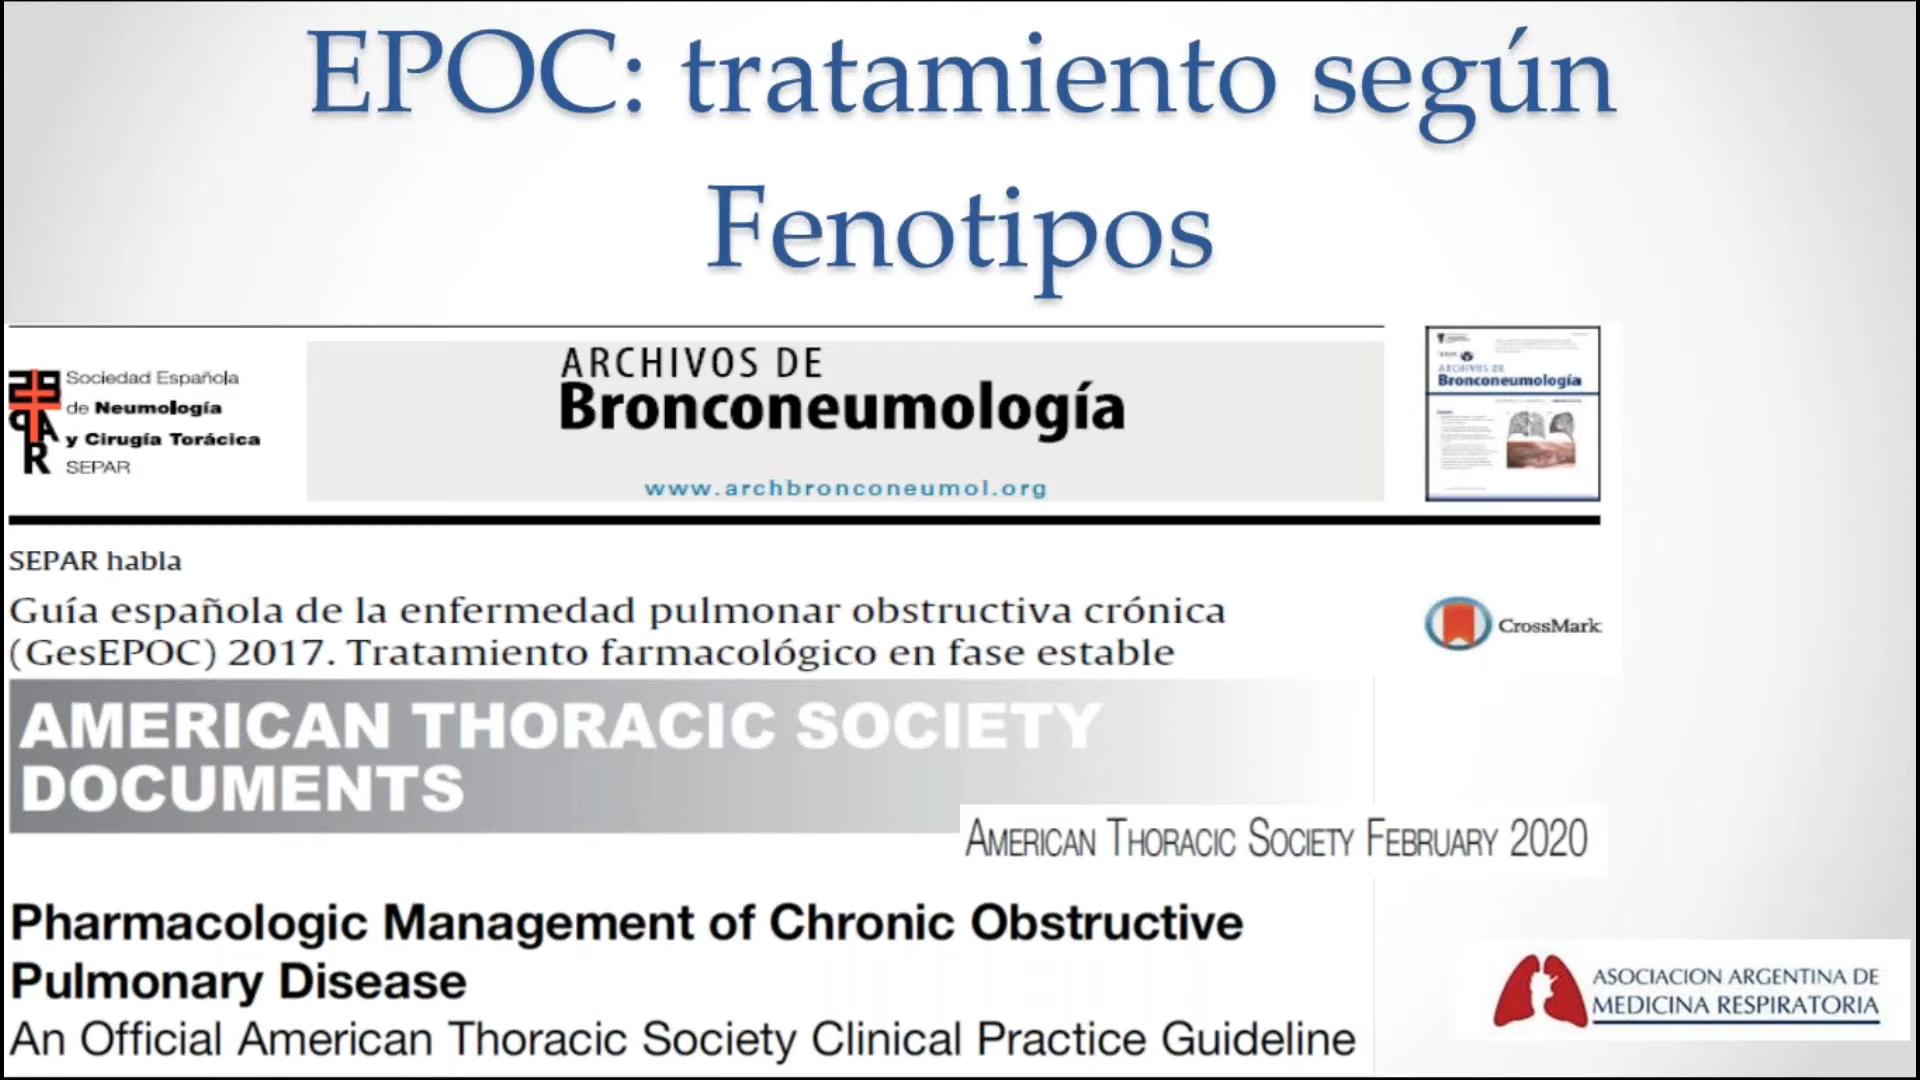 EPOC: tratamiento según
Fenotipos
Sociedad Española
de Neumología
y Cirugía Torácica
SEPAR
ARCHIVOS DE
Bronconeumología
www.archbronconeumol.org
ARCHIVOS DE
Bronconeumología
SEPAR habla
Guía española de la enfermedad pulmonar obstructiva crónica
(GesEPOC) 2017. Tratamiento farmacológico en fase estable
CrossMark
AMERICAN THORACIC SOCIETY
DOCUMENTS
AMERICAN THORACIC SOCIETY FEBRUARY 2020
Pharmacologic Management of Chronic Obstructive
Pulmonary Disease
An Official American Thoracic Society Clinical Practice Guideline
ASOCIACION ARGENTINA DE
MEDICINA RESPIRATORIA